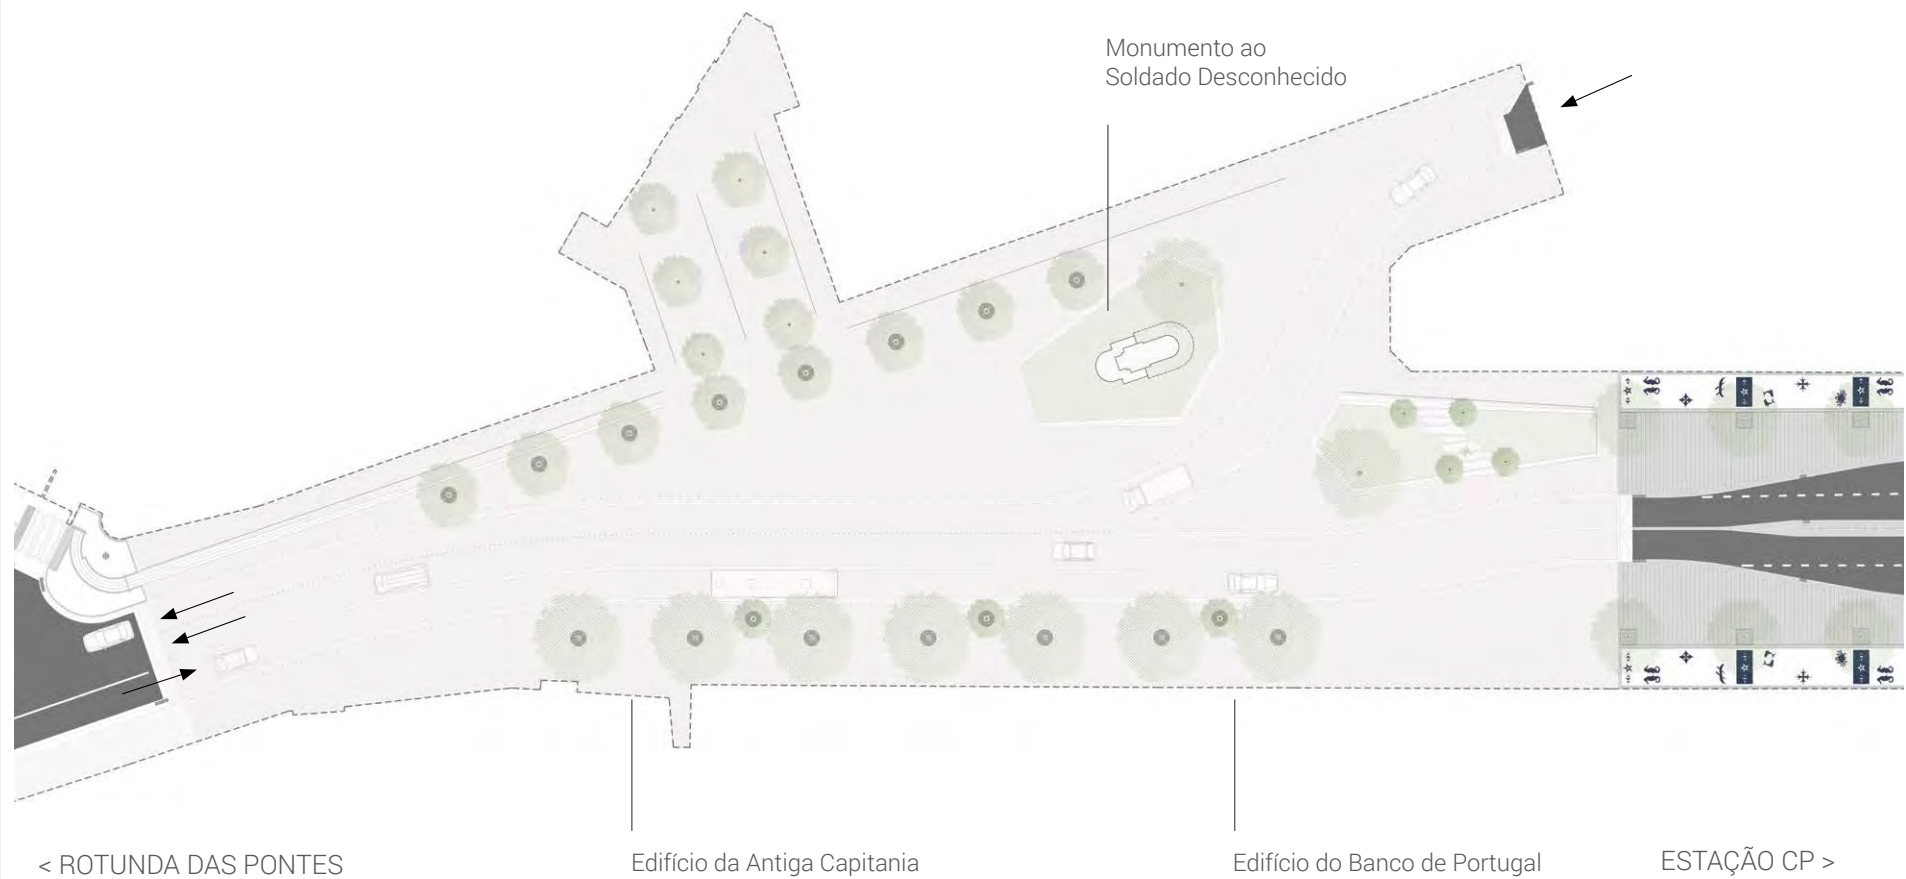 Monumento ao
Soldado Desconhecido
< ROTUNDA DAS PONTES
Edifício da Antiga Capitania
Edifício do Banco de Portugal
ESTAÇÃO CP >